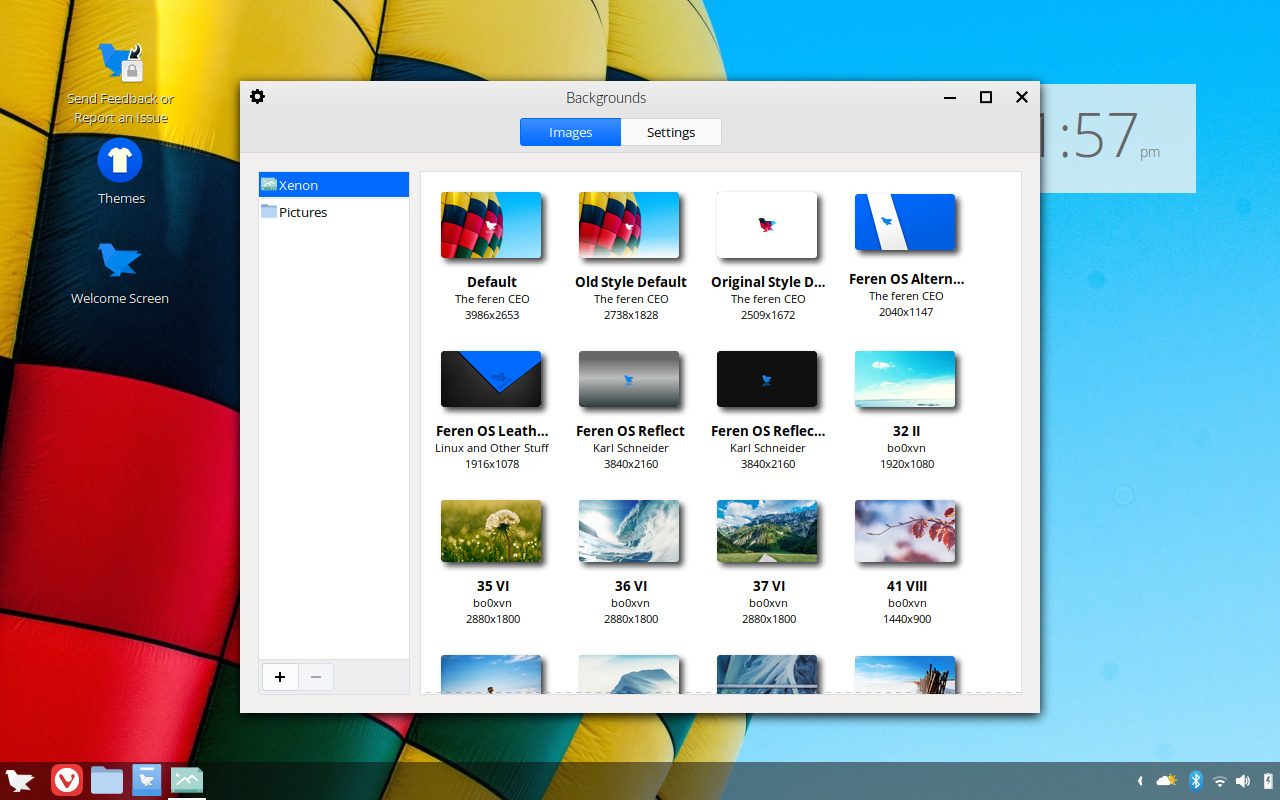 Send Feedback or
Report an Issue
Themes
Welcome Screen
Backgrounds
Images
Settings
:57
pm
Xenon
Pictures
Default
The feren CEO
3986x2653
Old Style Default
The feren CEO
2738x1828
Original Style D...
The feren CEO
2509x1672
Feren OS Altern...
The feren CEO
2040x1147
Feren OS Leath...
Linux and Other Stuff
1916x1078
Feren OS Reflect
Karl Schneider
3840x2160
Feren OS Reflec...
Karl Schneider
3840x2160
32 II
bo0xvn
1920x1080
35 VI
bo0xvn
2880x1800
36 VI
bo0xvn
2880x1800
37 VI
bo0xvn
2880x1800
41 VIII
bo0xvn
1440x900